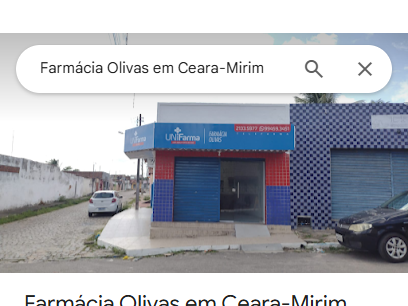 Farmácia Olivas em Ceara-Mirim
UNIFarma
FARMÁCIA
OLIVAS
Farmácia Olivas em Ceara-Mirim